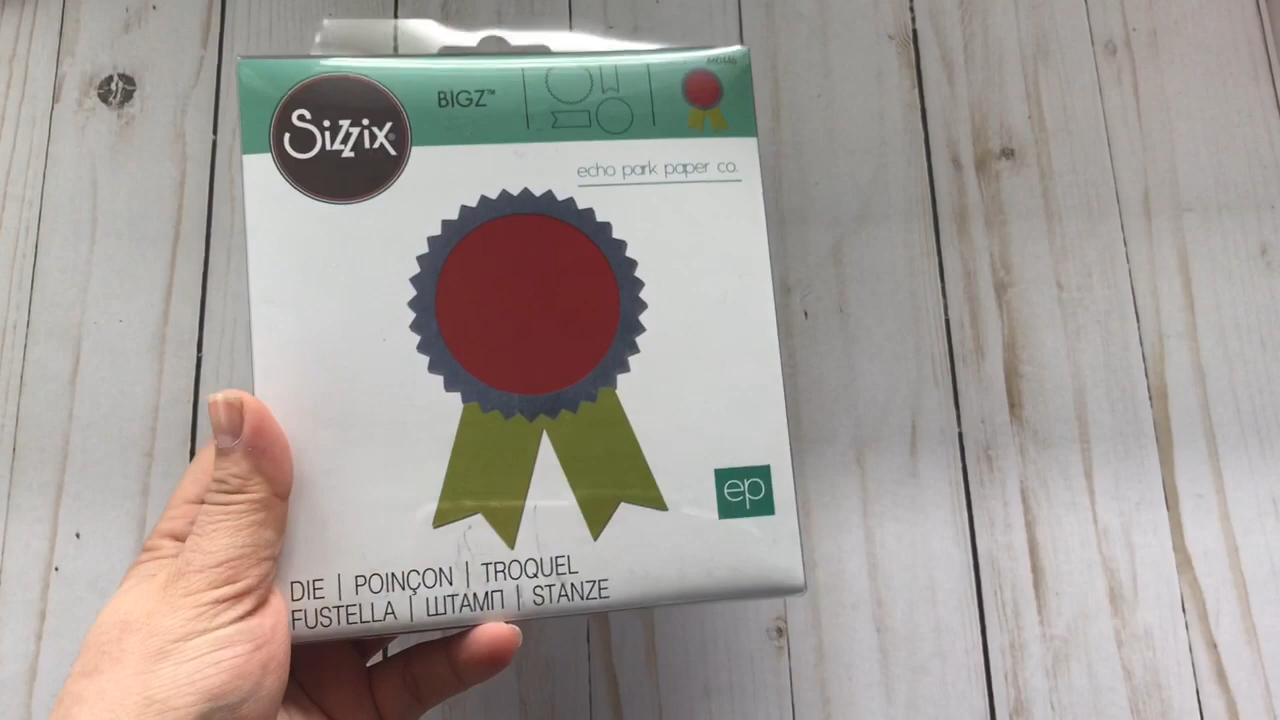 Sizzix
BIGZ™
echo park paper co.
ep
DIE | POINÇON | TROQUEL
FUSTELLA | ШТАМП | STANZE